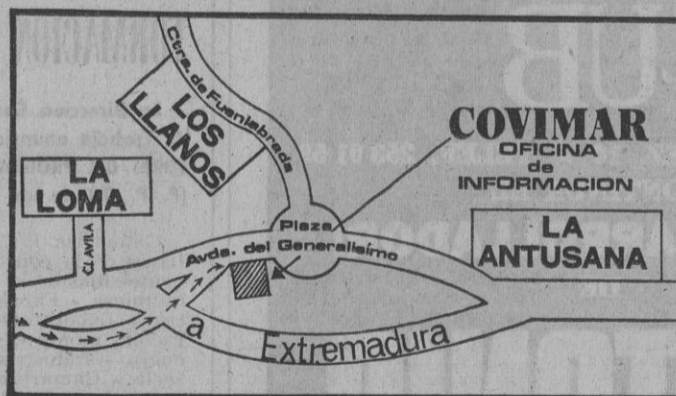 Ctra. de Fuenlabrada
LOS
LLANOS
COVIMAR
OFICINA
de
INFORMACION
LA
LOMA
C/. AVILA
Plaza
Avda. del Generalísimo
LA
ANTUSANA
a Extremadura